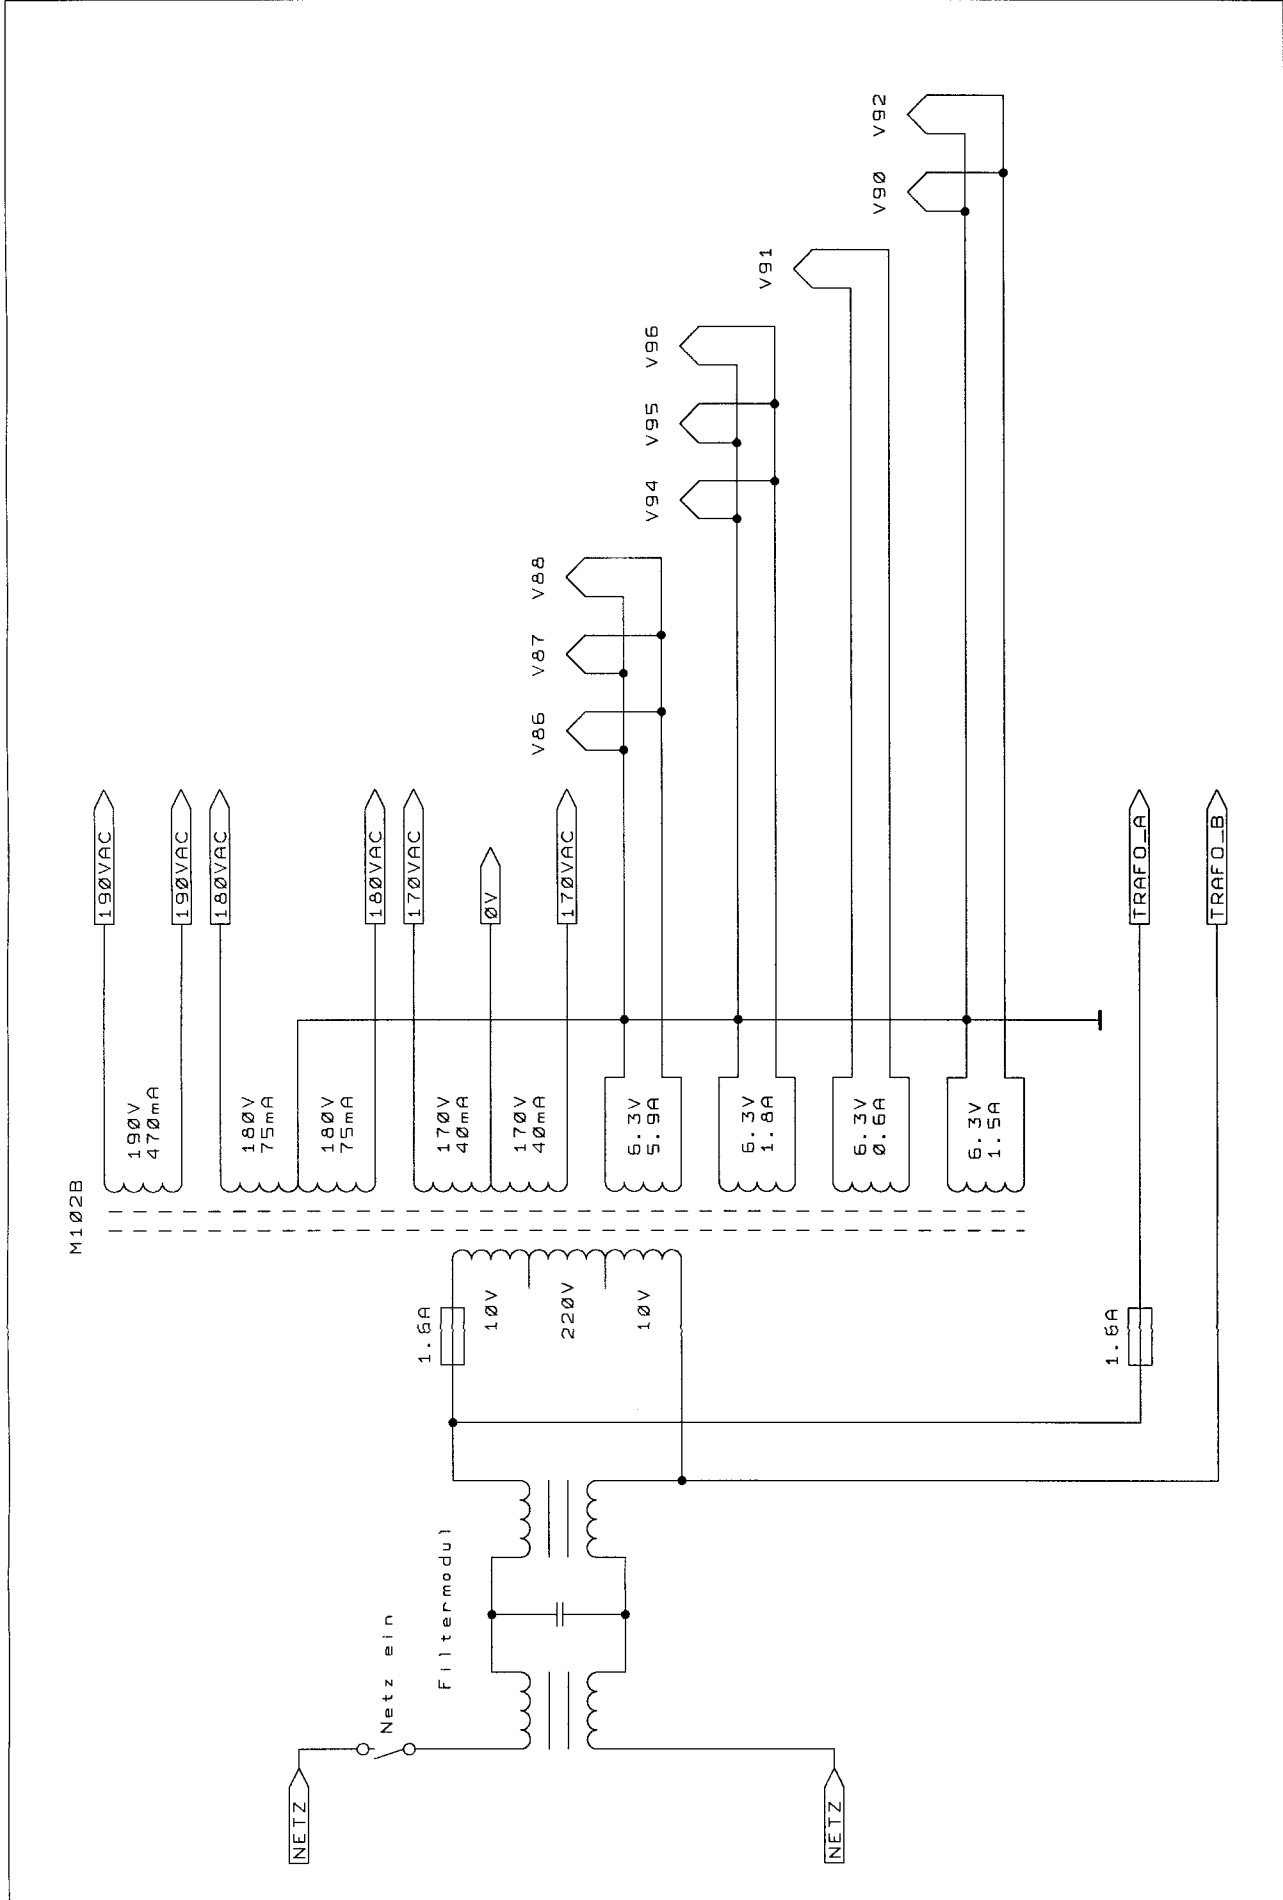 NETZ
NETZ
Netz ein
Filtermodul
1.6A
10V
220V
10V
1.6A
M102B
190V
470mA
180V
75mA
180V
75mA
170V
40mA
170V
40mA
6.3V
5.9A
6.3V
1.8A
6.3V
0.6A
6.3V
1.5A
190VAC
190VAC
180VAC
180VAC
170VAC
0V
170VAC
TRAFO_A
TRAFO_B
V86
V87
V88
V94
V95
V96
V91
V90
V92